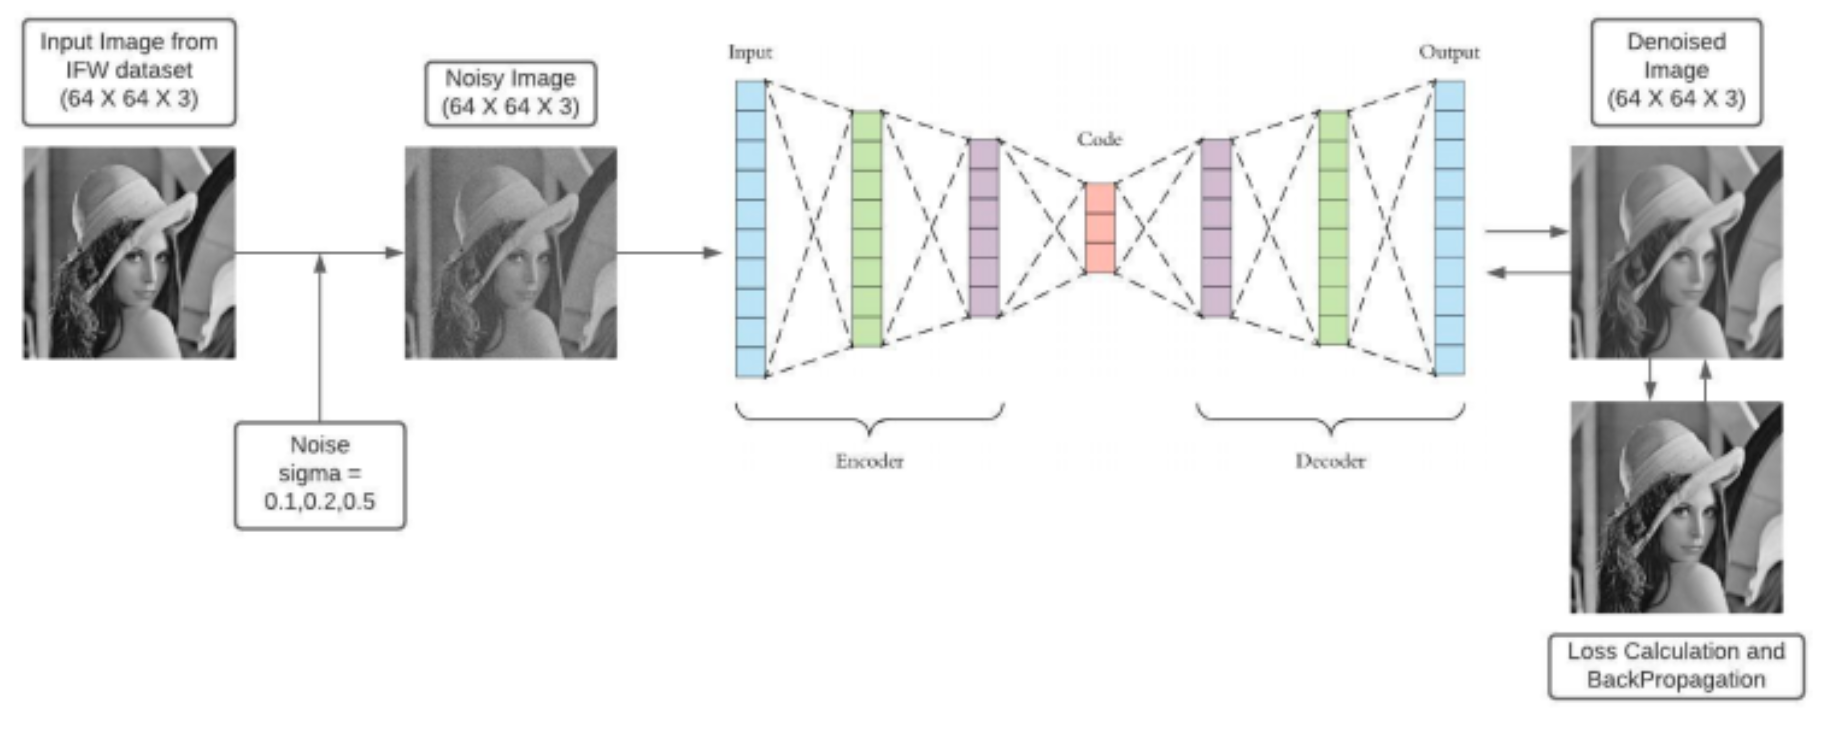 Input Image from
IFW dataset
(64 X 64 X 3)
Noisy Image
(64 X 64 X 3)
Noise
sigma =
0.1,0.2,0.5
Input
Code
Output
Encoder
Decoder
Denoised
Image
(64 X 64 X 3)
Loss Calculation and
BackPropagation